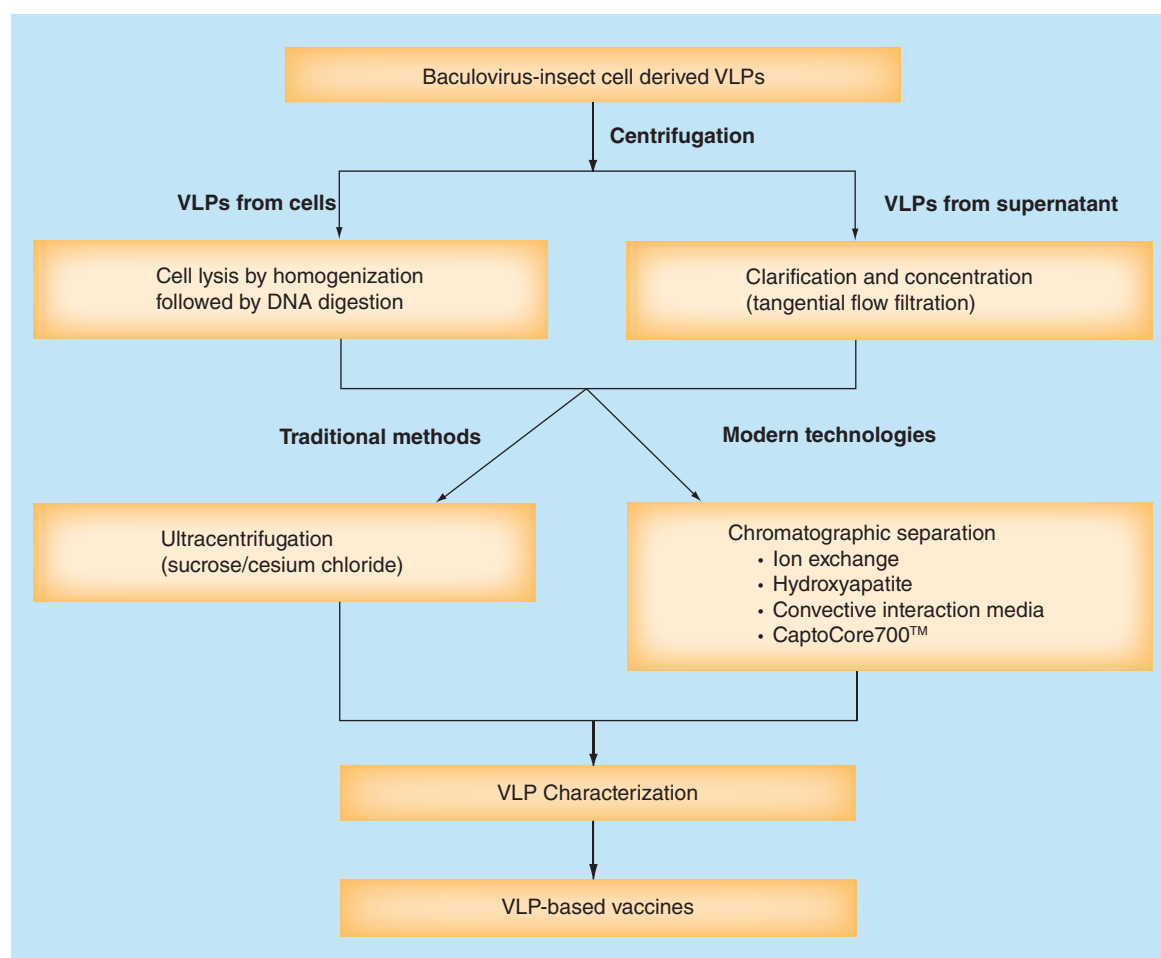 Baculovirus-insect cell derived VLPs
Centrifugation
VLPs from cells
VLPs from supernatant
Cell lysis by homogenization
followed by DNA digestion
Clarification and concentration
(tangential flow filtration)
Traditional methods
Modern technologies
Ultracentrifugation
(sucrose/cesium chloride)
Chromatographic separation
• Ion exchange
• Hydroxyapatite
• Convective interaction media
• CaptoCore700™
VLP Characterization
VLP-based vaccines